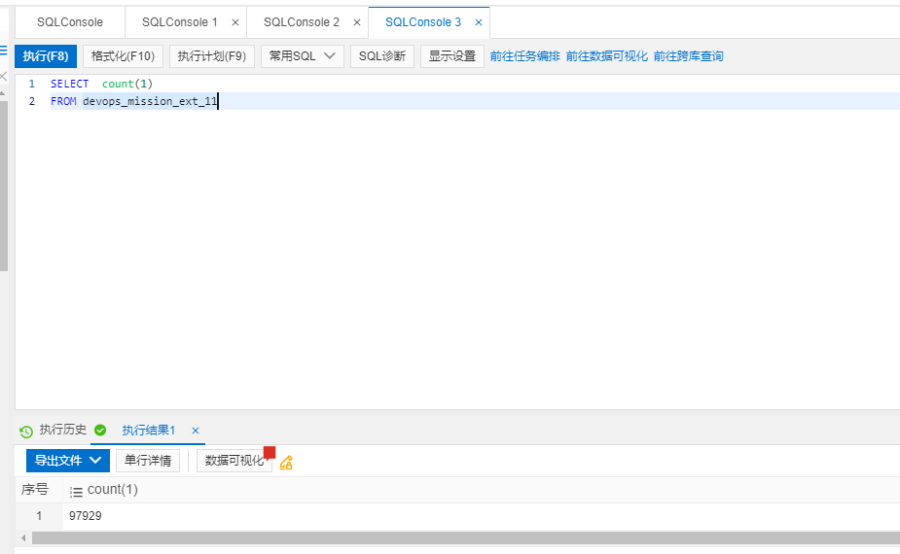 SQLConsole SQLConsole 1 × SQLConsole 2 × SQLConsole 3 ×
执行(F8) 格式化(F10) 执行计划(F9) 常用SQL SQL诊断 显示设置 前往任务编排 前往数据可视化 前往跨库查询
1 SELECT count(1)
2 FROM devops_mission_ext_11
执行历史 执行结果1 ×
导出文件 单行详情 数据可视化
序号 count(1)
1 97929